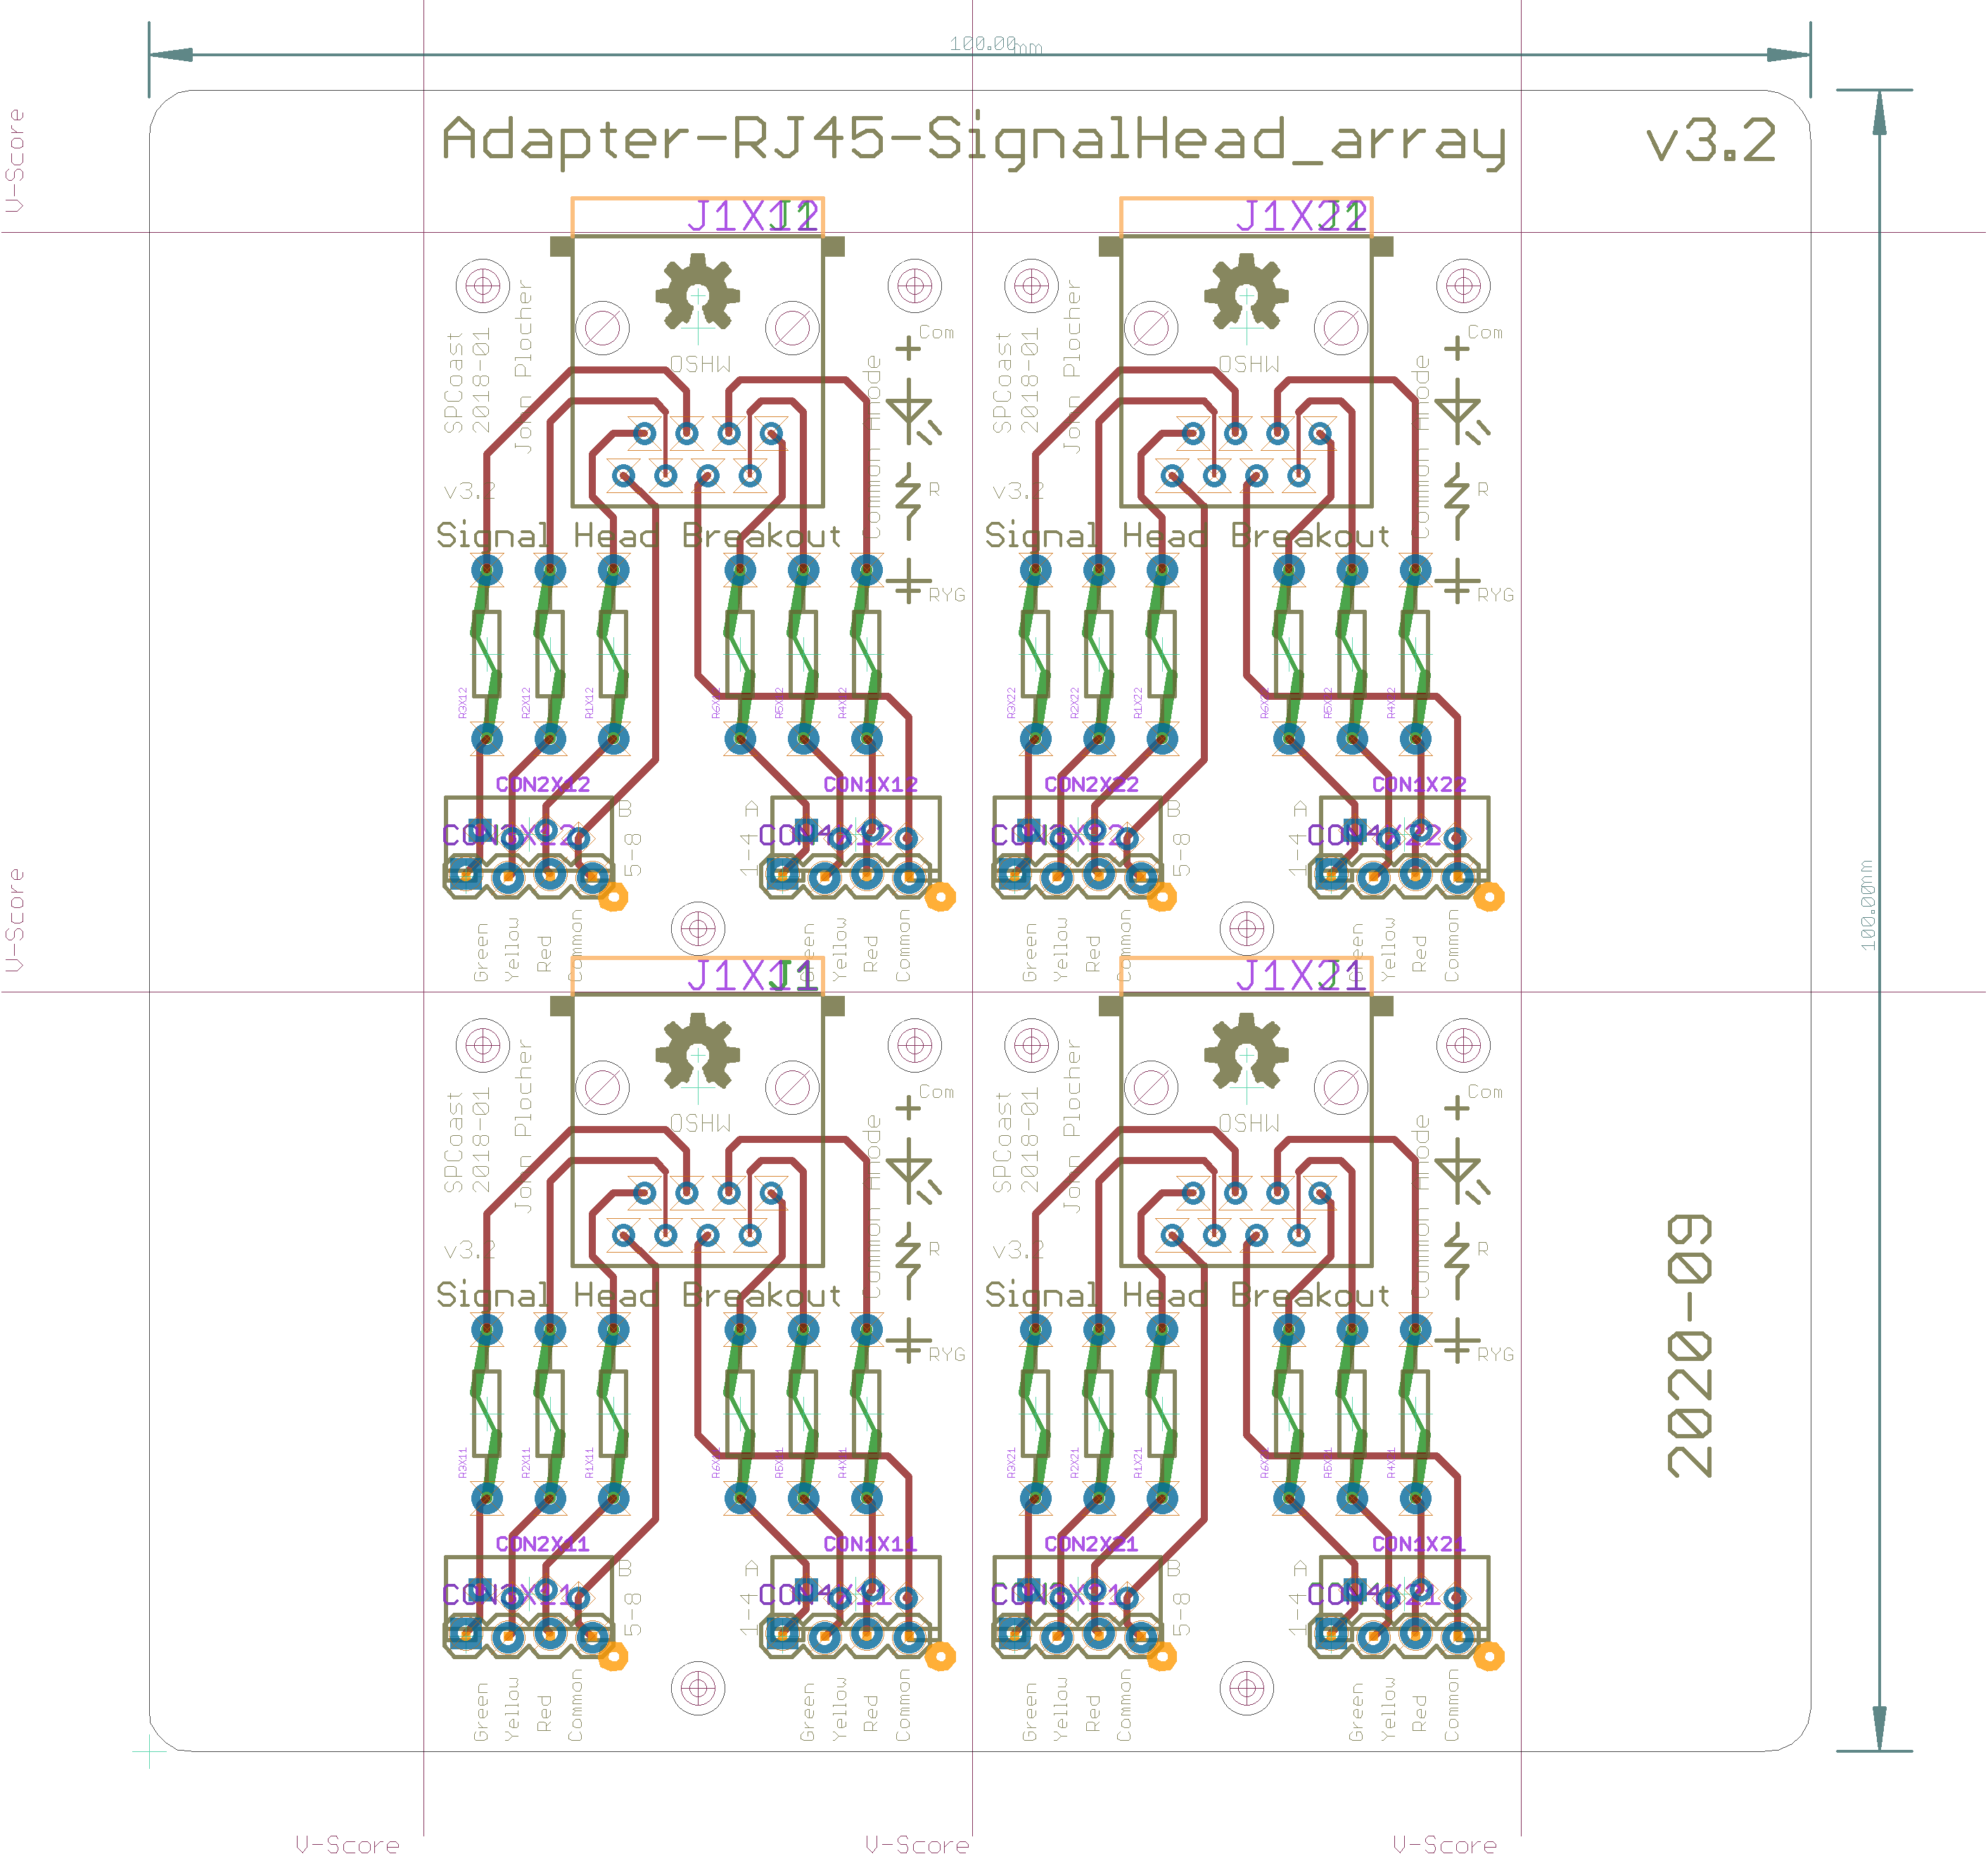 100.00mm
Adapter-RJ45-SignalHead_array
v3.2
V-Score
J1X12
J1
J1X22
J1
SPCoast
2018-01
John Plocher
OSHW
Com
Common Anode
v3.2
R
Signal Head Breakout
RYG
SPCoast
2018-01
John Plocher
OSHW
Com
Common Anode
v3.2
R
Signal Head Breakout
RYG
R3X12
R2X12
R1X12
R6X12
R5X12
R4X12
R3X22
R2X22
R1X22
R6X22
R5X22
R4X22
CON2X12
CON1X12
CON2X22
CON1X22
B
A
B
A
CON3X12
CON4X12
CON3X22
CON4X22
5-8
1-4
5-8
1-4
100.00mm
V-Score
Green
Yellow
Red
Common
Green
Yellow
Red
Common
Green
Yellow
Red
Common
Green
Yellow
Red
Common
J1X11
J1
J1X21
J1
SPCoast
2018-01
John Plocher
OSHW
Com
Common Anode
v3.2
R
Signal Head Breakout
RYG
SPCoast
2018-01
John Plocher
OSHW
Com
Common Anode
v3.2
R
Signal Head Breakout
RYG
2020-09
R3X11
R2X11
R1X11
R6X11
R5X11
R4X11
R3X21
R2X21
R1X21
R6X21
R5X21
R4X21
CON2X11
CON1X11
CON2X21
CON1X21
B
A
B
A
CON3X11
CON4X11
CON3X21
CON4X21
5-8
1-4
5-8
1-4
Green
Yellow
Red
Common
Green
Yellow
Red
Common
Green
Yellow
Red
Common
Green
Yellow
Red
Common
V-Score
V-Score
V-Score